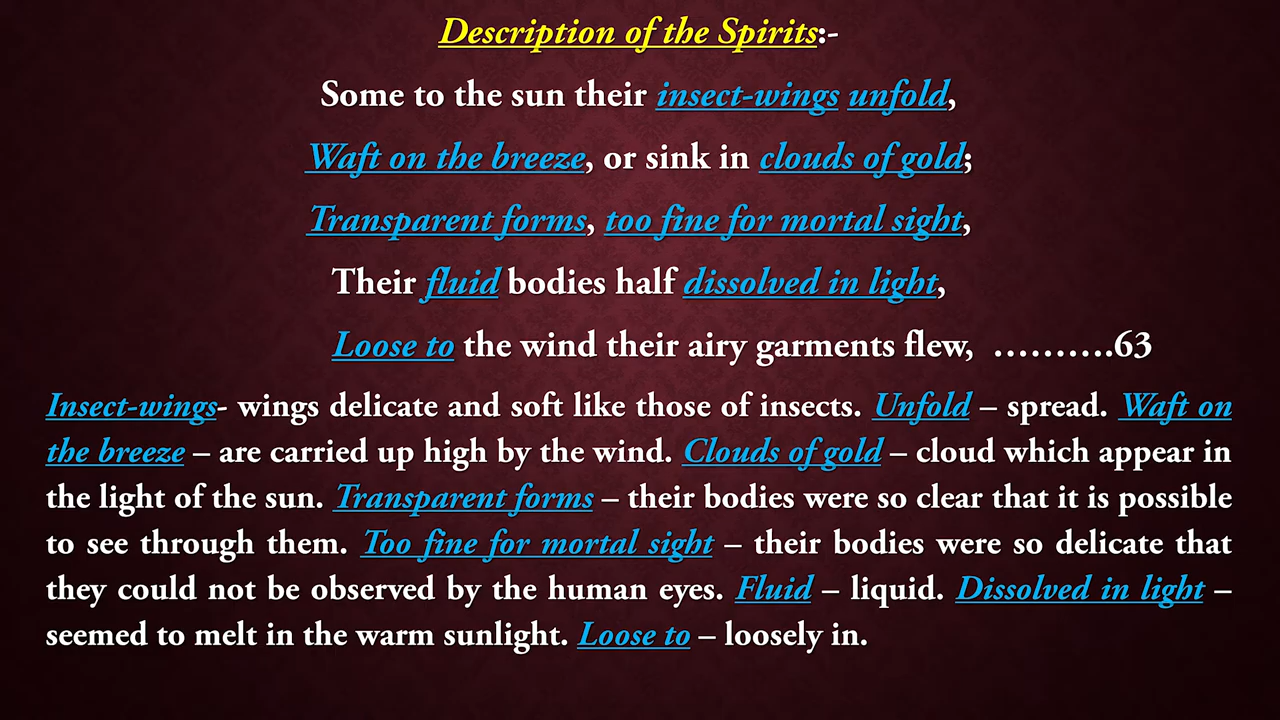 Description of the Spirits:-
Some to the sun their insect-wings unfold,
Waft on the breeze, or sink in clouds of gold;
Transparent forms, too fine for mortal sight,
Their fluid bodies half dissolved in light,
Loose to the wind their airy garments flew, ……….63
Insect-wings- wings delicate and soft like those of insects. Unfold – spread. Waft on
the breeze – are carried up high by the wind. Clouds of gold – cloud which appear in
the light of the sun. Transparent forms – their bodies were so clear that it is possible
to see through them. Too fine for mortal sight – their bodies were so delicate that
they could not be observed by the human eyes. Fluid – liquid. Dissolved in light –
seemed to melt in the warm sunlight. Loose to – loosely in.